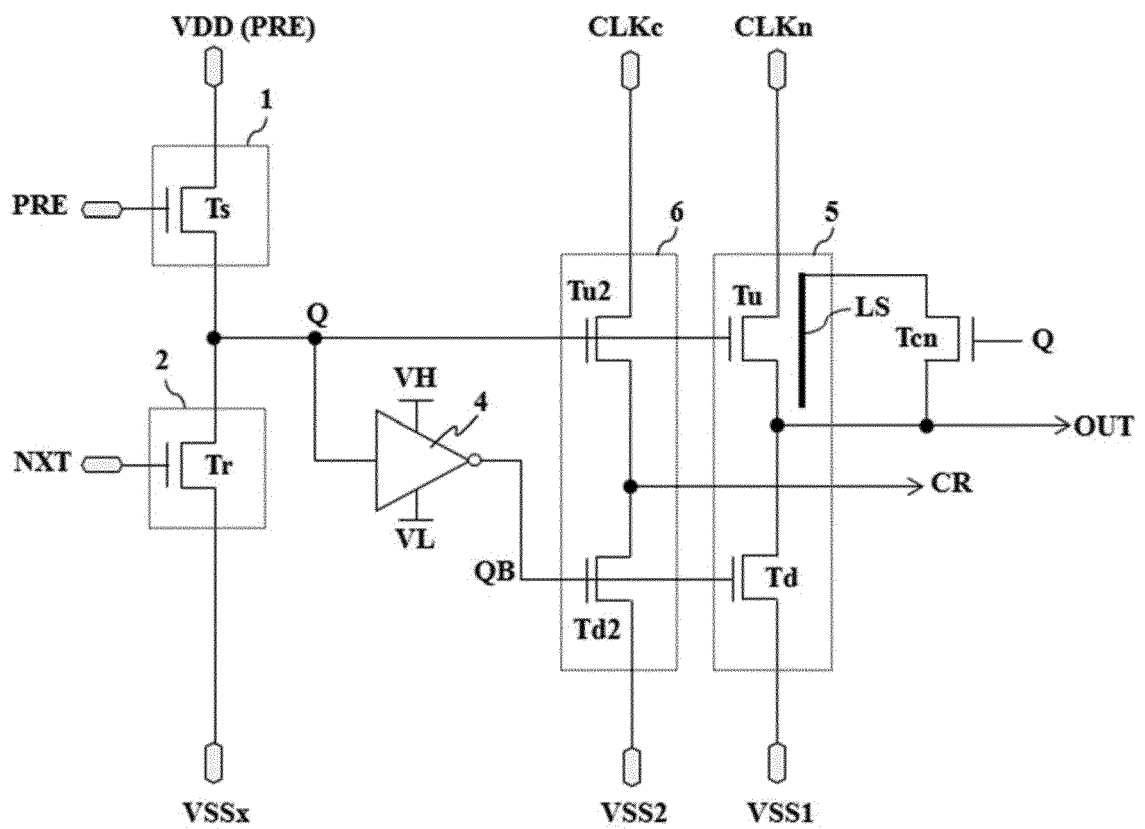 VDD (PRE)
CLKc
CLKn
1
PRE
Ts
6
5
Tu2
Tu
LS
Tcn
Q
Q
2
VH
4
NXT
Tr
OUT
CR
VL
QB
Td
Td2
VSSx
VSS2
VSS1